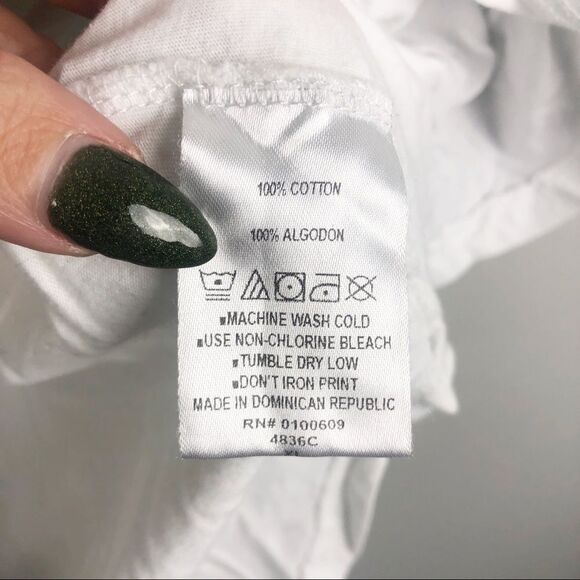 100% COTTON
100% ALGODON
▪MACHINE WASH COLD
▪USE NON-CHLORINE BLEACH
▪TUMBLE DRY LOW
▪DON'T IRON PRINT
MADE IN DOMINICAN REPUBLIC
RN# 0100609
4836C